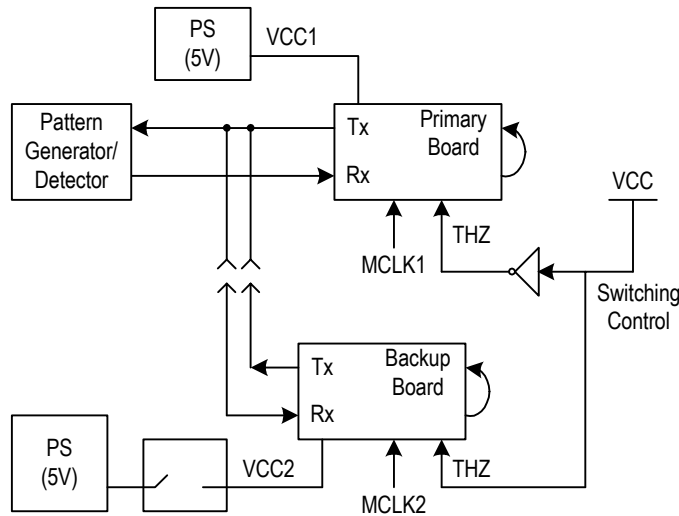 PS
(5V)
VCC1
Pattern
Generator/
Detector
Tx
Primary
Board
Rx
VCC
MCLK1
THZ
Switching
Control
Tx
Backup
Board
Rx
PS
(5V)
VCC2
MCLK2
THZ